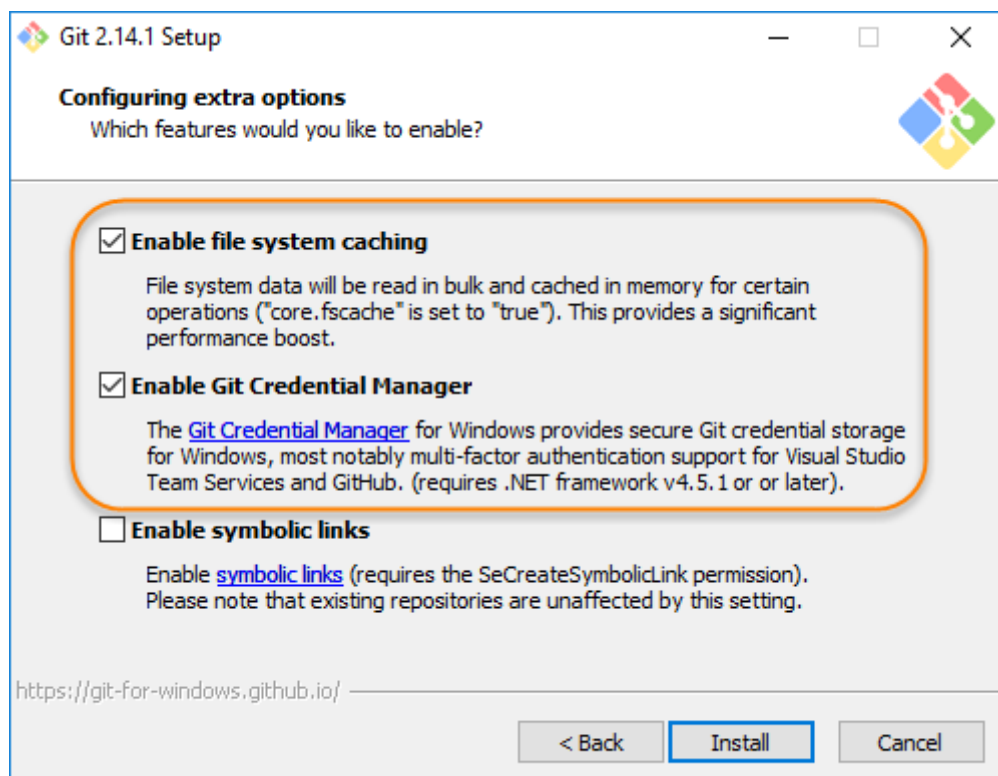 Git 2.14.1 Setup
Configuring extra options
Which features would you like to enable?
Enable file system caching
File system data will be read in bulk and cached in memory for certain
operations ("core.fscache" is set to "true"). This provides a significant
performance boost.
Enable Git Credential Manager
The Git Credential Manager for Windows provides secure Git credential storage
for Windows, most notably multi-factor authentication support for Visual Studio
Team Services and GitHub. (requires .NET framework v4.5.1 or or later).
Enable symbolic links
Enable symbolic links (requires the SeCreateSymbolicLink permission).
Please note that existing repositories are unaffected by this setting.
https://git-for-windows.github.io/
< Back Install Cancel